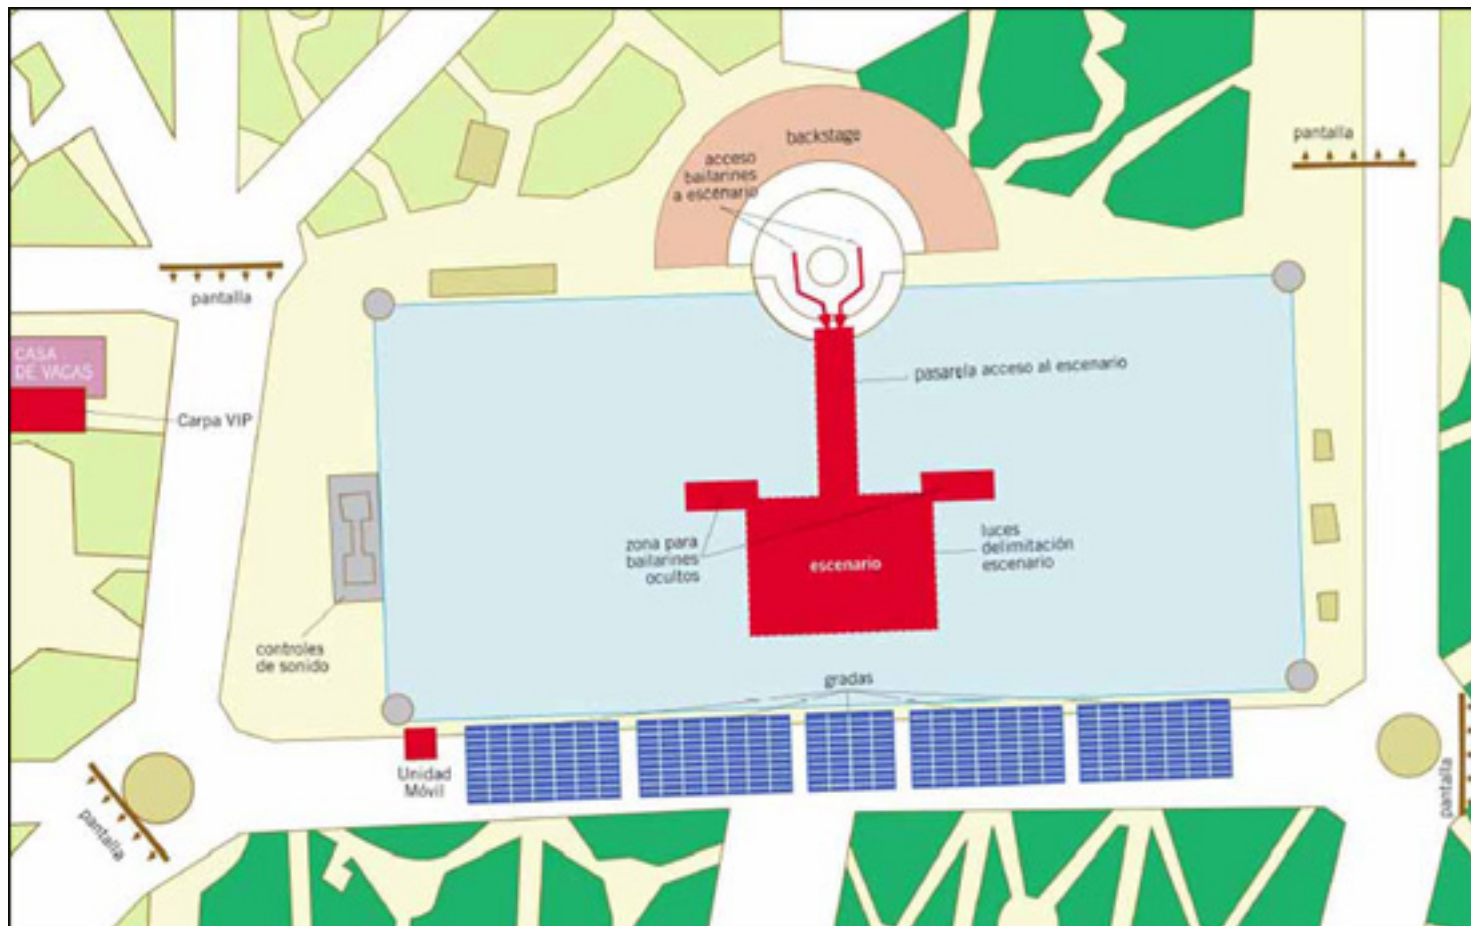 backstage
acceso
bailarines
a escenario
pantalla
pantalla
CASA
DE VACAS
Carpa VIP
pasarela acceso al escenario
zona para
bailarines
ocultos
escenario
luces
delimitación
escenario
controles
de sonido
gradas
Unidad
Móvil
pantalla
pantalla